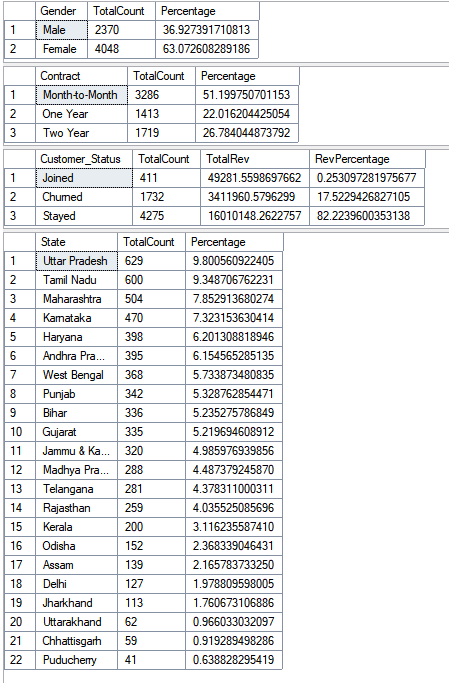 Gender TotalCount Percentage
1 Male 2370 36.927391710813
2 Female 4048 63.072608289186
Contract TotalCount Percentage
1 Month-to-Month 3286 51.199750701153
2 One Year 1413 22.016204425054
3 Two Year 1719 26.784044873792
Customer_Status TotalCount TotalRev RevPercentage
1 Joined 411 49281.5598697662 0.253097281975677
2 Churned 1732 3411960.5796299 17.5229426827105
3 Stayed 4275 16010148.2622757 82.2239600353138
State TotalCount Percentage
1 Uttar Pradesh 629 9.800560922405
2 Tamil Nadu 600 9.348706762231
3 Maharashtra 504 7.852913680274
4 Karnataka 470 7.323153630414
5 Haryana 398 6.201308818946
6 Andhra Pra... 395 6.154565285135
7 West Bengal 368 5.733873480835
8 Punjab 342 5.328762854471
9 Bihar 336 5.235275786849
10 Gujarat 335 5.219694608912
11 Jammu & Ka... 320 4.985976939856
12 Madhya Pra... 288 4.487379245870
13 Telangana 281 4.378311000311
14 Rajasthan 259 4.035525085696
15 Kerala 200 3.116235587410
16 Odisha 152 2.368339046431
17 Assam 139 2.165783733250
18 Delhi 127 1.978809598005
19 Jharkhand 113 1.760673106886
20 Uttarakhand 62 0.966033032097
21 Chhattisgarh 59 0.919289498286
22 Puducherry 41 0.638828295419